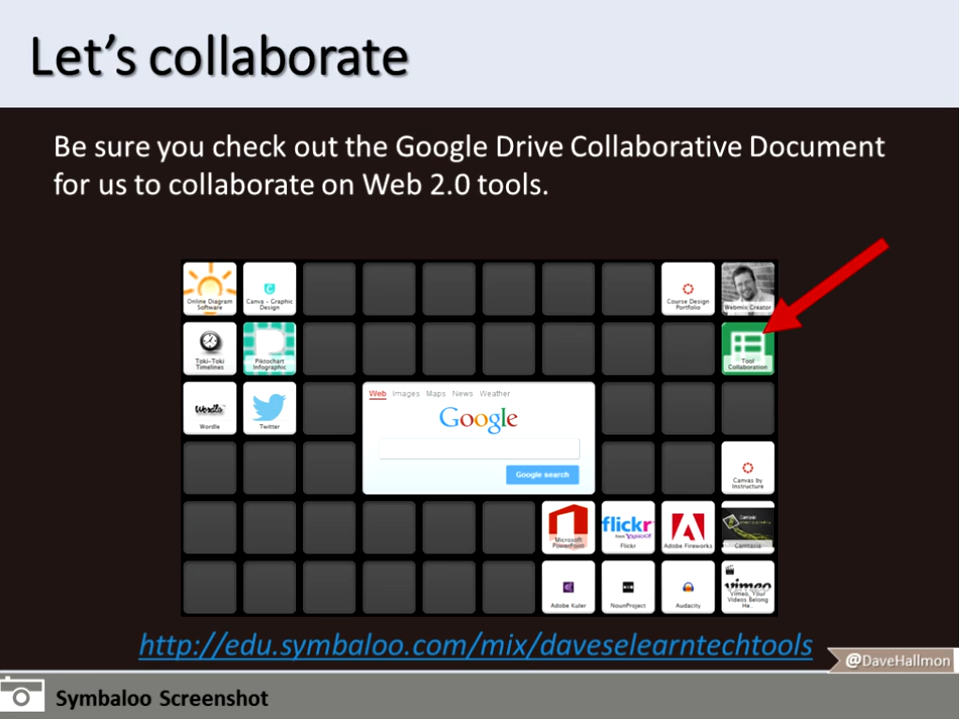 Let's collaborate
Be sure you check out the Google Drive Collaborative Document
for us to collaborate on Web 2.0 tools.
Online Diagram
Software
Canva - Graphic
Design
Course Design
Portfolio
Webmix Creator
Toki-Toki
Timelines
Piktochart
Infographic
Tool
Collaboration
Wordle
Wordle
Twitter
Web Images Maps News Weather
Google
Google search
Canvas by
Instructure
Microsoft
PowerPoint
flickr
from YAHOO!
Flickr
Adobe Fireworks
Camtasia
Adobe Kuler
NounProject
Audacity
vimeo
Vimeo, Your
Videos Belong
He..
http://edu.symbaloo.com/mix/daveselearntechtools
@DaveHallmon
Symbaloo Screenshot